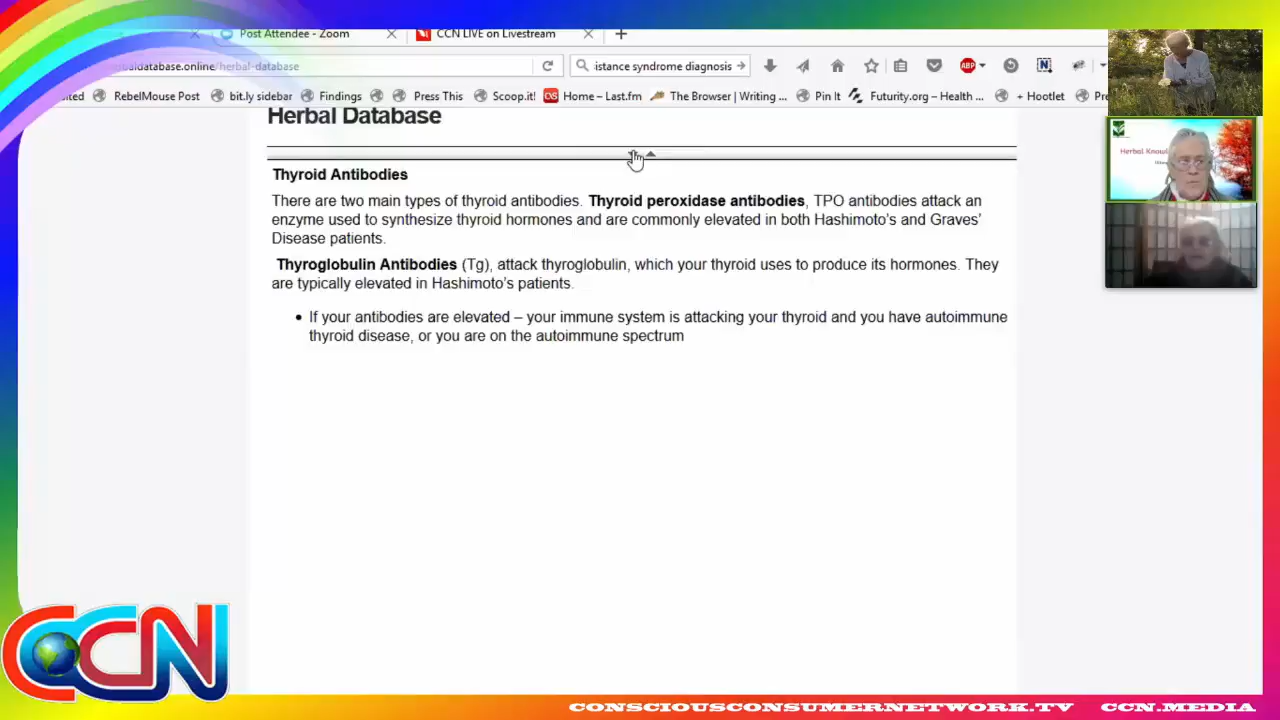 Post Attendee - Zoom
CCN LIVE on Livestream
baldatabase.online/herbal-database
istance syndrome diagnosis
ABP
N
RebelMouse Post
bit.ly sidebar
Findings
Press This
Scoop.it!
Home – Last.fm
The Browser | Writing ...
Pin It
Futurity.org – Health ...
+ Hootlet
Herbal Database
Thyroid Antibodies
There are two main types of thyroid antibodies. Thyroid peroxidase antibodies, TPO antibodies attack an
enzyme used to synthesize thyroid hormones and are commonly elevated in both Hashimoto's and Graves'
Disease patients.
Thyroglobulin Antibodies (Tg), attack thyroglobulin, which your thyroid uses to produce its hormones. They
are typically elevated in Hashimoto's patients.
• If your antibodies are elevated – your immune system is attacking your thyroid and you have autoimmune
thyroid disease, or you are on the autoimmune spectrum
Herbal
CCN
CONSCIOUSCONSUMERNETWORK.TV CCN.MEDIA